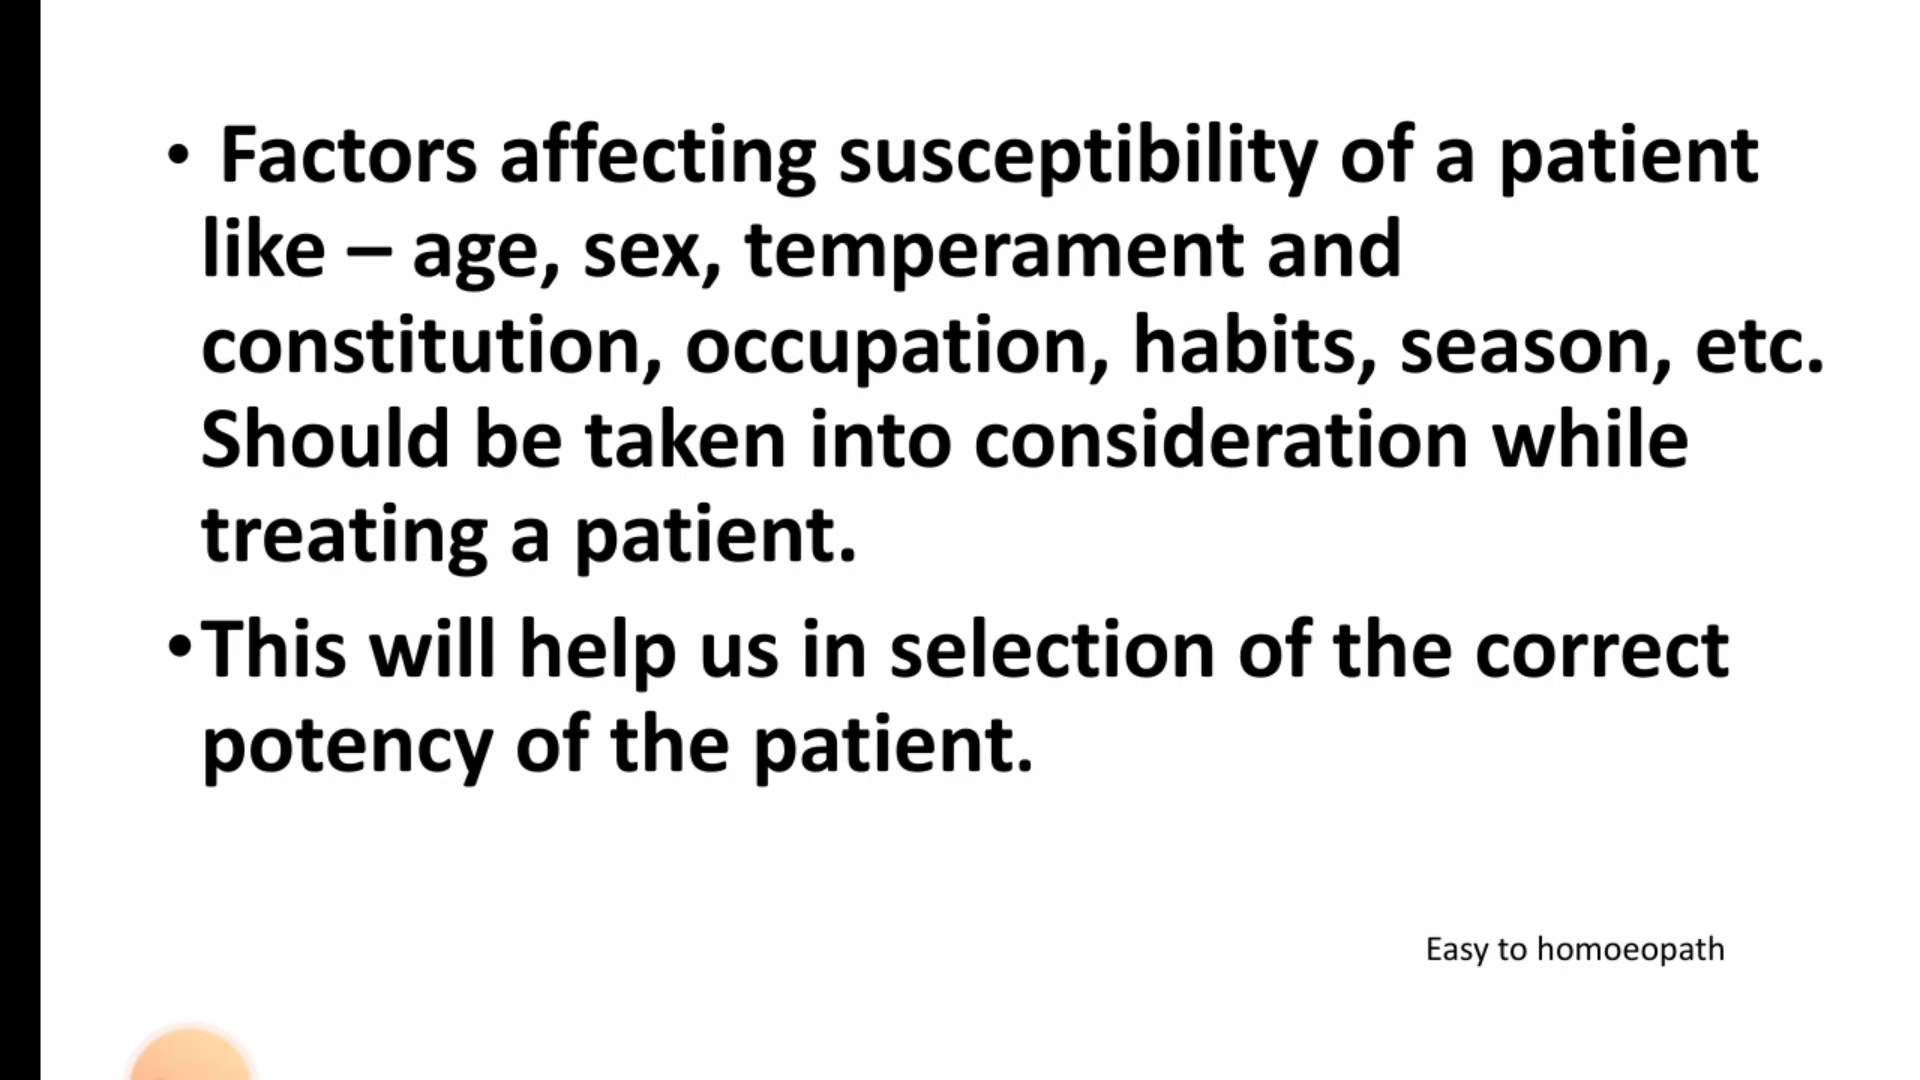 • Factors affecting susceptibility of a patient
like – age, sex, temperament and
constitution, occupation, habits, season, etc.
Should be taken into consideration while
treating a patient.
•This will help us in selection of the correct
potency of the patient.
Easy to homoeopath